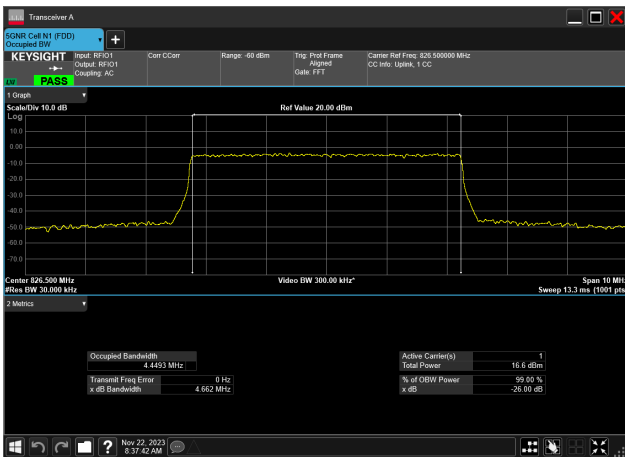 Transceiver A
5GNR Cell N1 (FDD)
Occupied BW
KEYSIGHT
PASS
Input: RFIO1
Output: RFIO1
Coupling: AC
Corr CCorr
Range: -60 dBm
Trig: Prot Frame
Aligned
Gate: FFT
Carrier Ref Freq: 826.500000 MHz
CC Info: Uplink, 1 CC
1 Graph
Scale/Div 10.0 dB
Ref Value 20.00 dBm
Log
10.0
0.00
-10.0
-20.0
-30.0
-40.0
-50.0
-60.0
-70.0
Center 826.500 MHz
Video BW 300.00 kHz*
Span 10 MHz
#Res BW 30.000 kHz
Sweep 13.3 ms (1001 pts
2 Metrics
Occupied Bandwidth
4.4493 MHz
Transmit Freq Error 0 Hz
x dB Bandwidth 4.662 MHz
Active Carrier(s) 1
Total Power 16.6 dBm
% of OBW Power 99.00 %
x dB -26.00 dB
Nov 22, 2023
8:37:42 AM